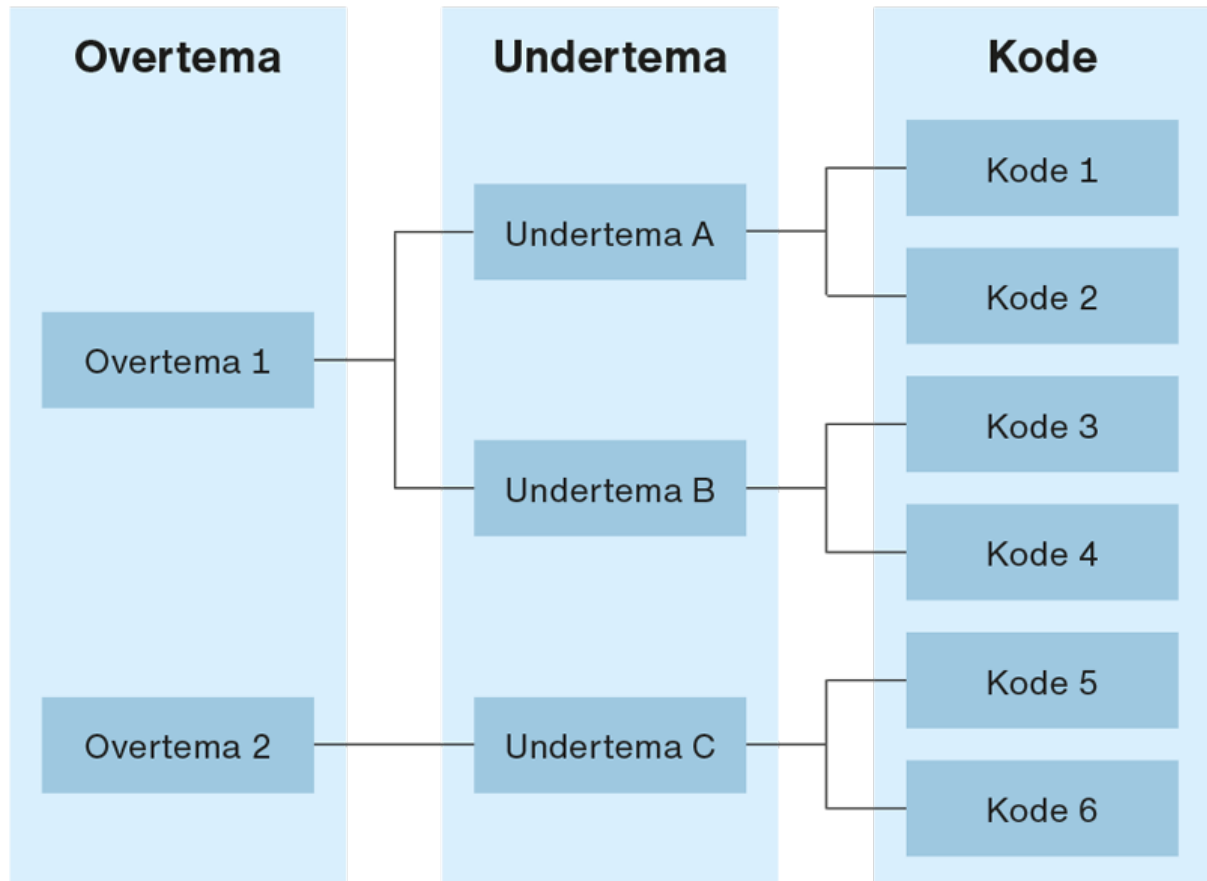 Overtema
Undertema
Kode
Overtema 1
Overtema 2
Undertema A
Undertema B
Undertema C
Kode 1
Kode 2
Kode 3
Kode 4
Kode 5
Kode 6